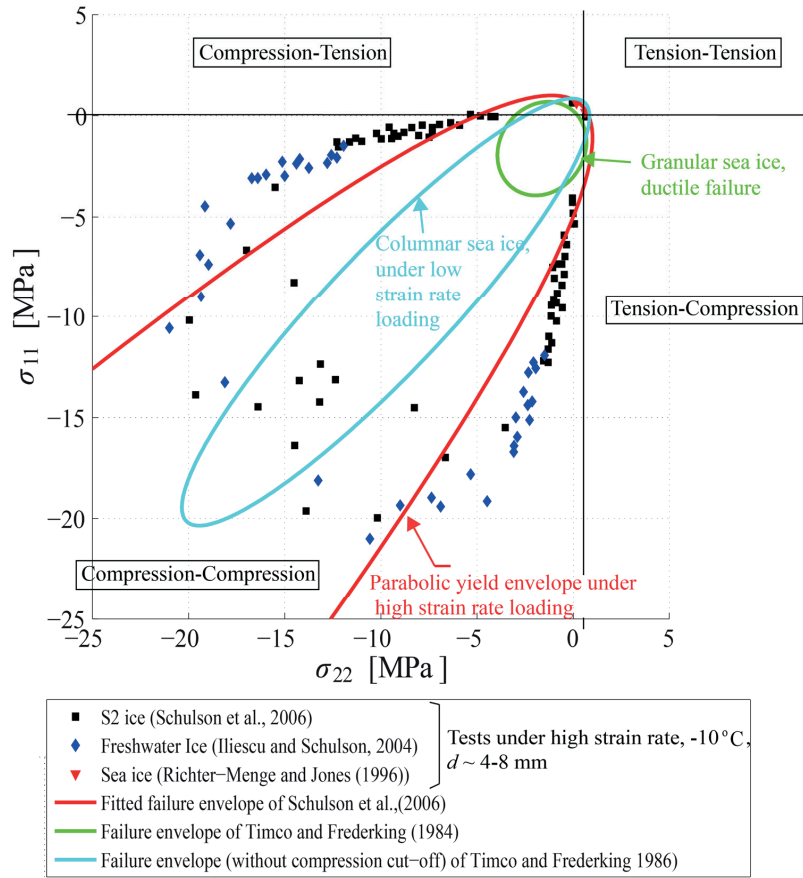 5
Compression-Tension
Tension-Tension
0
Granular sea ice,
ductile failure
−5
Columnar sea ice,
under low
strain rate
loading
Tension-Compression
σ₁₁ [MPa]
−10
−15
−20
Compression-Compression
Parabolic yield envelope under
high strain rate loading
−25
−25 −20 −15 −10 −5 0 5
σ₂₂ [MPa]
S2 ice (Schulson et al., 2006)
Freshwater Ice (Iliescu and Schulson, 2004)
Sea ice (Richter−Menge and Jones (1996))
Tests under high strain rate, -10°C,
d ~ 4-8 mm
Fitted failure envelope of Schulson et al.,(2006)
Failure envelope of Timco and Frederking (1984)
Failure envelope (without compression cut−off) of Timco and Frederking 1986)